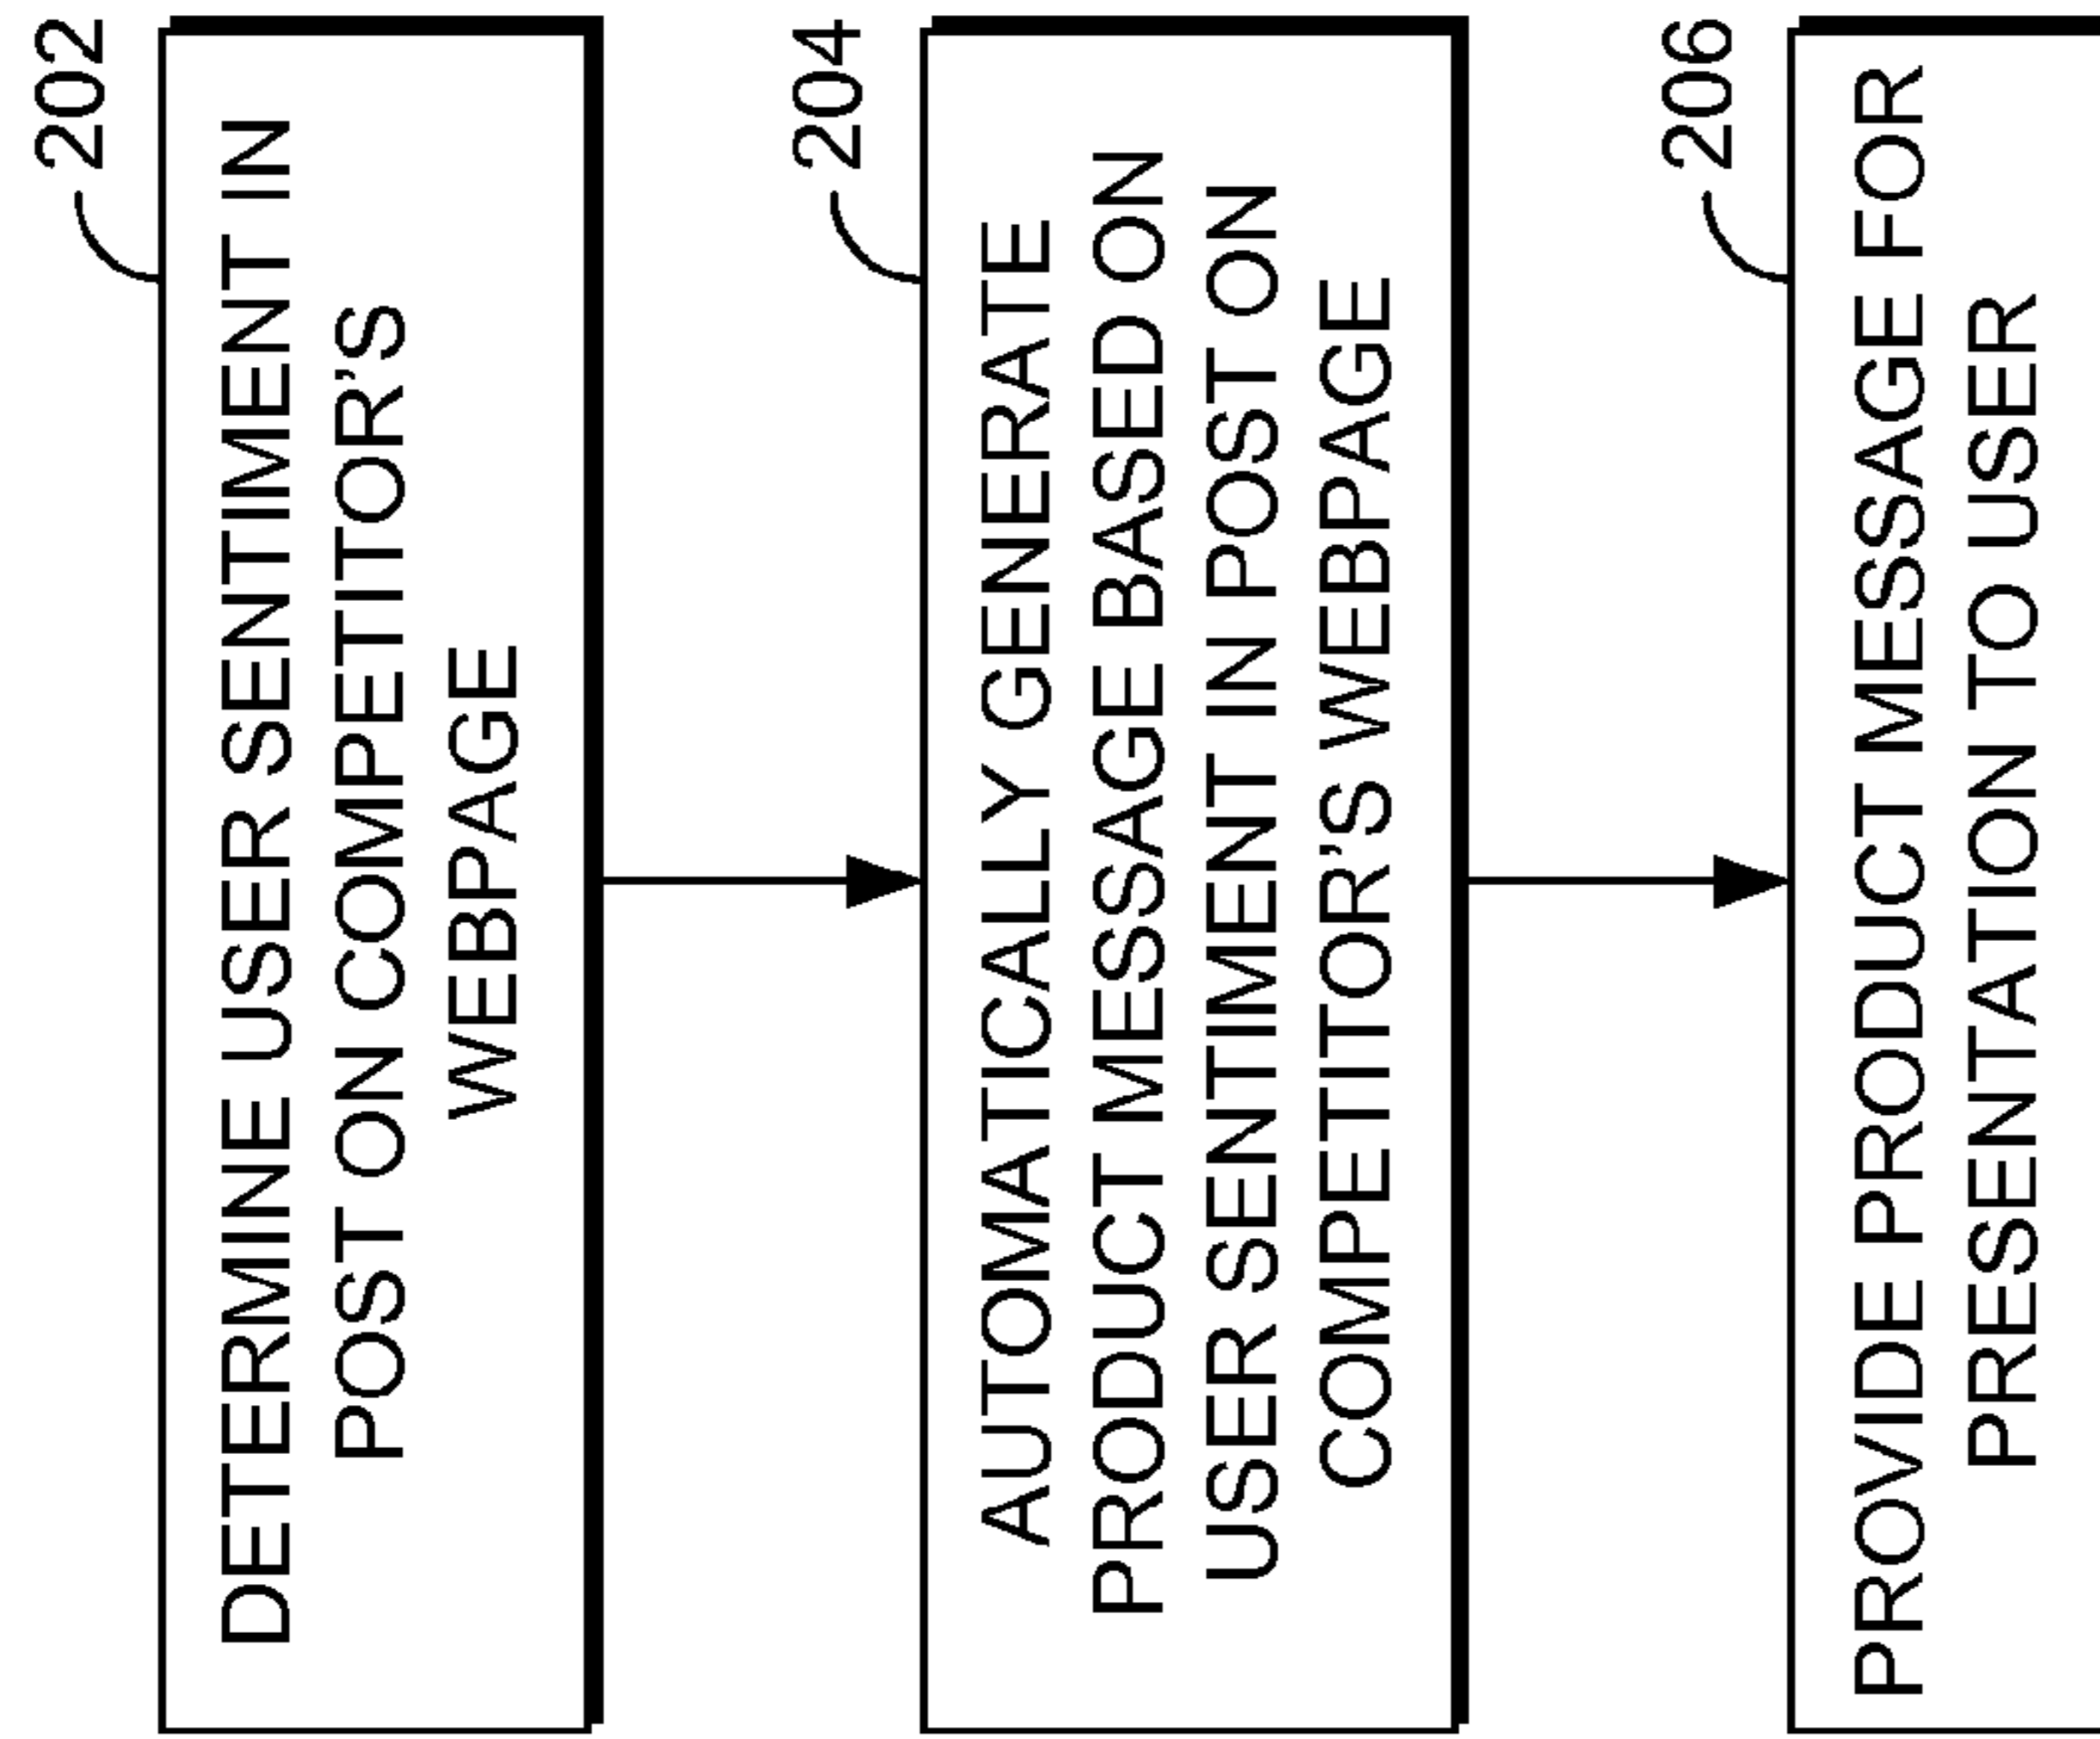 202
DETERMINE USER SENTIMENT IN
POST ON COMPETITOR'S
WEBPAGE
204
AUTOMATICALLY GENERATE
PRODUCT MESSAGE BASED ON
USER SENTIMENT IN POST ON
COMPETITOR'S WEBPAGE
206
PROVIDE PRODUCT MESSAGE FOR
PRESENTATION TO USER